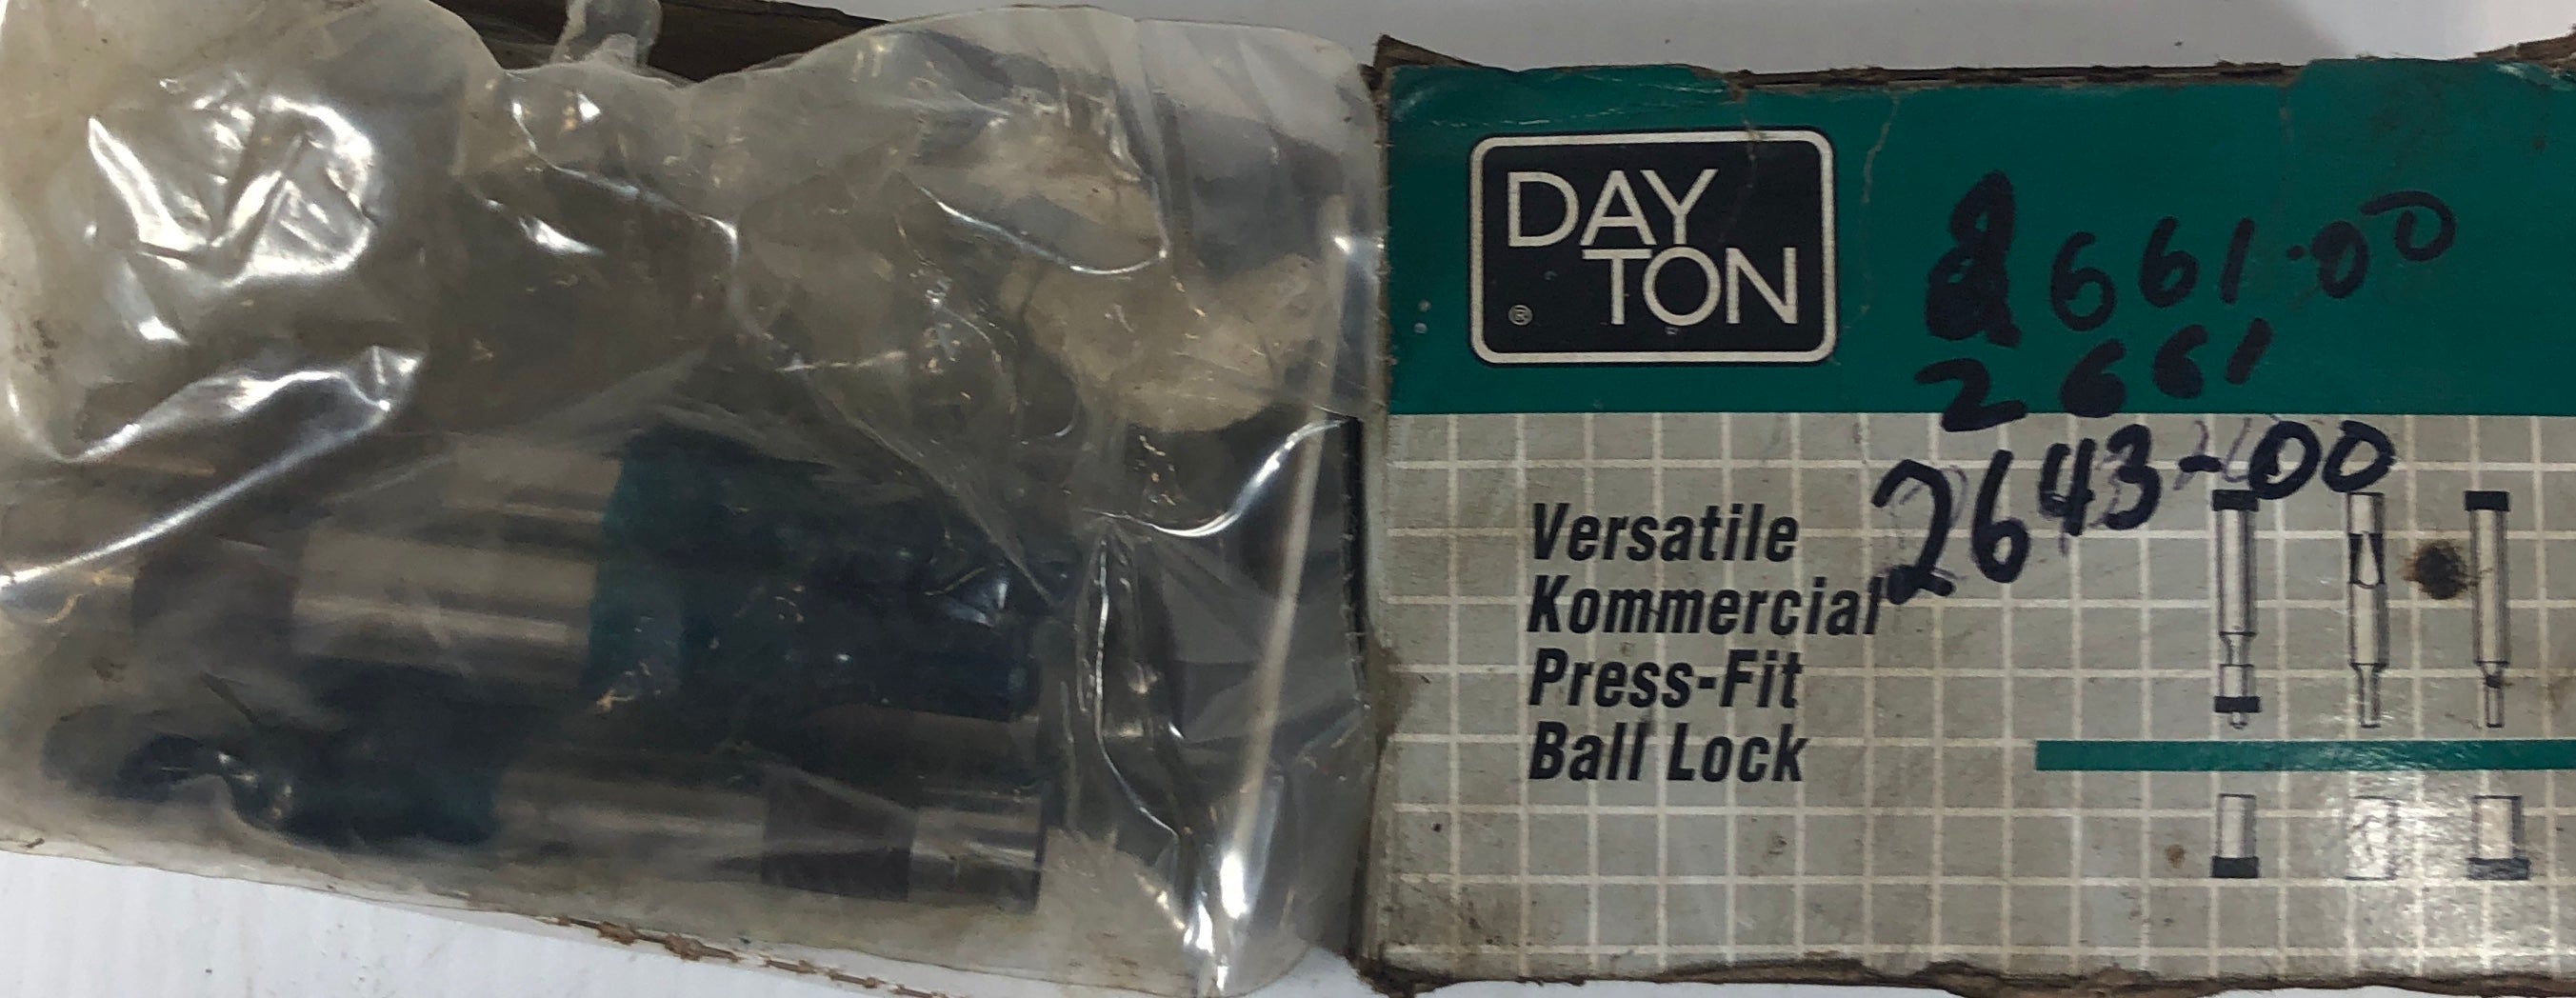 DAY
TON
®
2661.00
2661
2643-00
Versatile
Kommercial
Press-Fit
Ball Lock